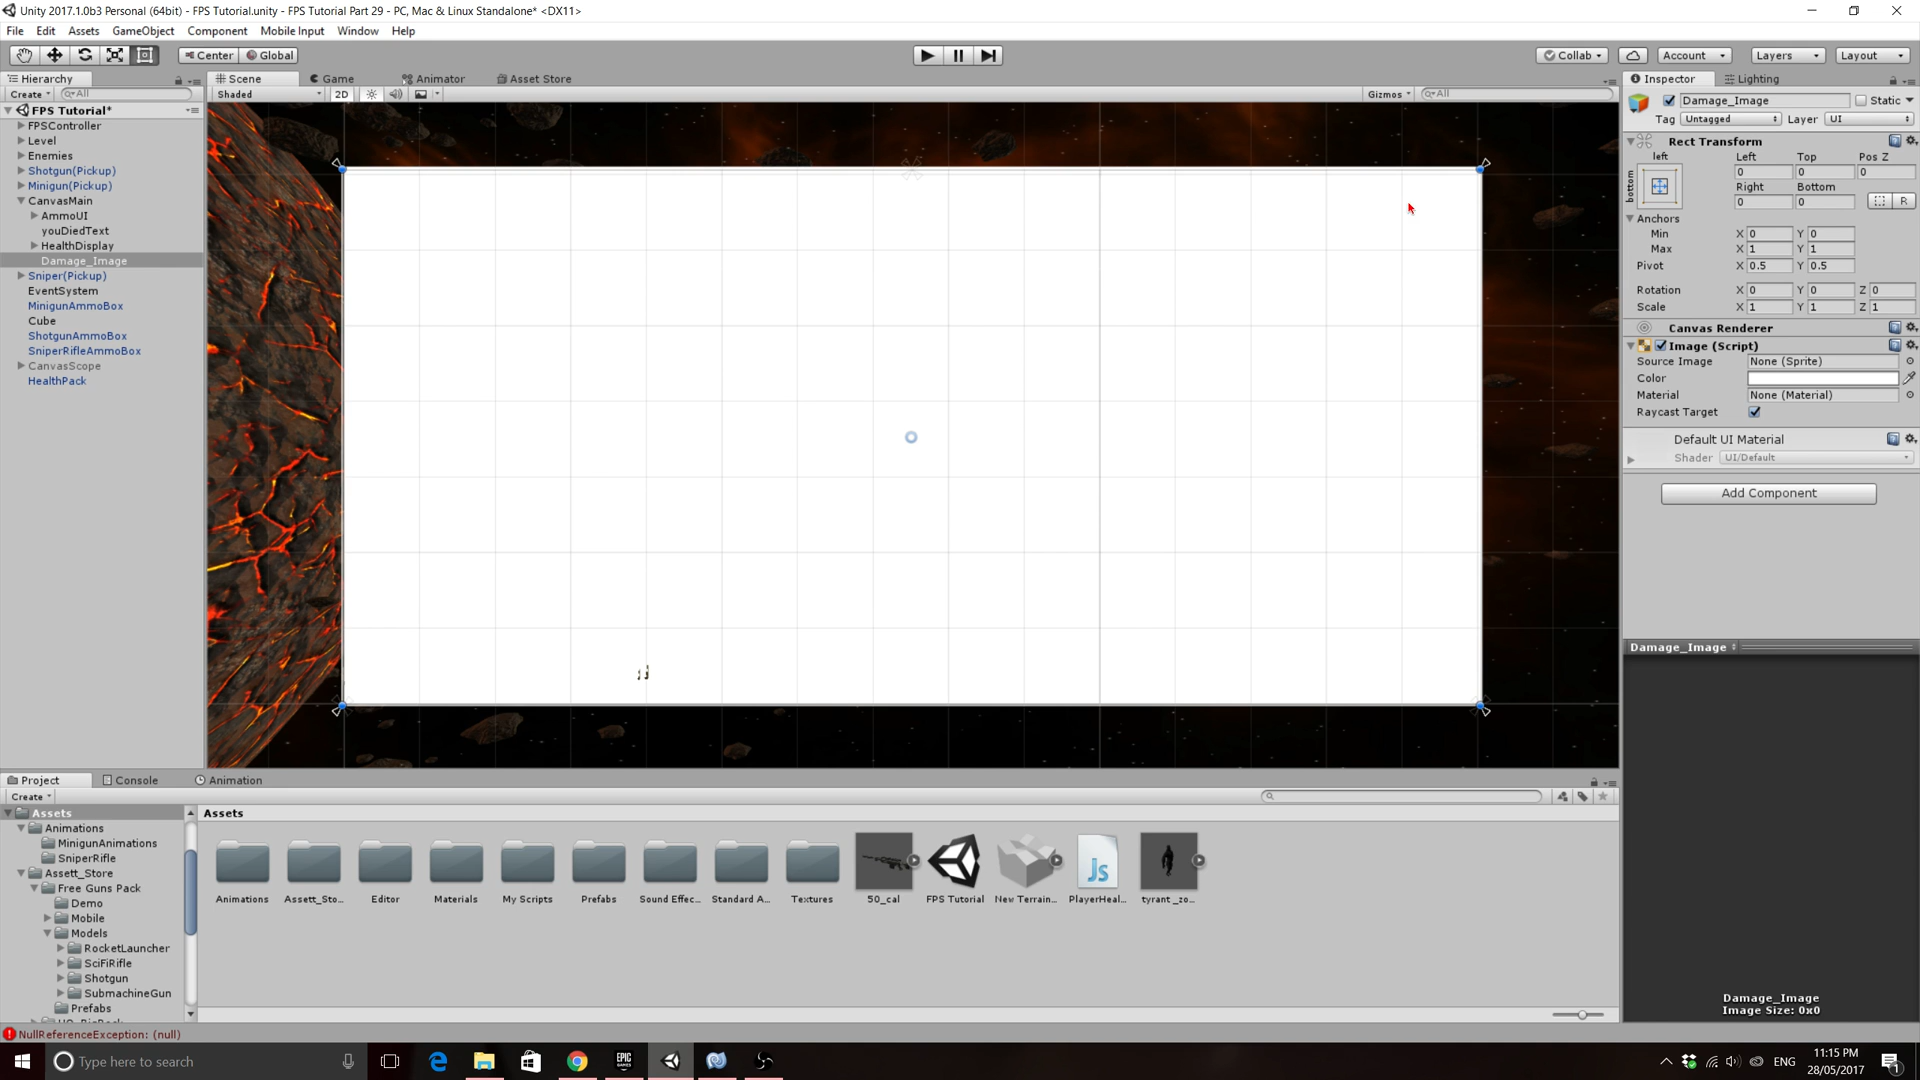 Unity 2017.1.0b3 Personal (64bit) - FPS Tutorial.unity - FPS Tutorial Part 29 - PC, Mac & Linux Standalone* <DX11>
File Edit Assets GameObject Component Mobile Input Window Help
Center Global
Collab Account Layers Layout
Hierarchy
Create All
FPS Tutorial*
FPSController
Level
Enemies
Shotgun(Pickup)
Minigun(Pickup)
CanvasMain
AmmoUI
youDiedText
HealthDisplay
Damage_Image
Sniper(Pickup)
EventSystem
MinigunAmmoBox
Cube
ShotgunAmmoBox
SniperRifleAmmoBox
CanvasScope
HealthPack
Scene Game Animator Asset Store
Shaded 2D Gizmos All
Inspector Lighting
Damage_Image Static
Tag Untagged Layer UI
Rect Transform
left Left Top Pos Z
bottom 0 0 0
Right Bottom
0 0 R
Anchors
Min X 0 Y 0
Max X 1 Y 1
Pivot X 0.5 Y 0.5
Rotation X 0 Y 0 Z 0
Scale X 1 Y 1 Z 1
Canvas Renderer
Image (Script)
Source Image None (Sprite)
Color
Material None (Material)
Raycast Target
Default UI Material
Shader UI/Default
Add Component
Damage_Image
Damage_Image
Image Size: 0x0
Project Console Animation
Create
Assets
Animations
MinigunAnimations
SniperRifle
Assett_Store
Free Guns Pack
Demo
Mobile
Models
RocketLauncher
SciFiRifle
Shotgun
SubmachineGun
Prefabs
Assets
Animations Assett_Sto... Editor Materials My Scripts Prefabs Sound Effec... Standard A... Textures 50_cal FPS Tutorial New Terrain... PlayerHeal... tyrant _zo...
Js
NullReferenceException: (null)
Type here to search
EPIC GAMES
ENG
11:15 PM
28/05/2017
1